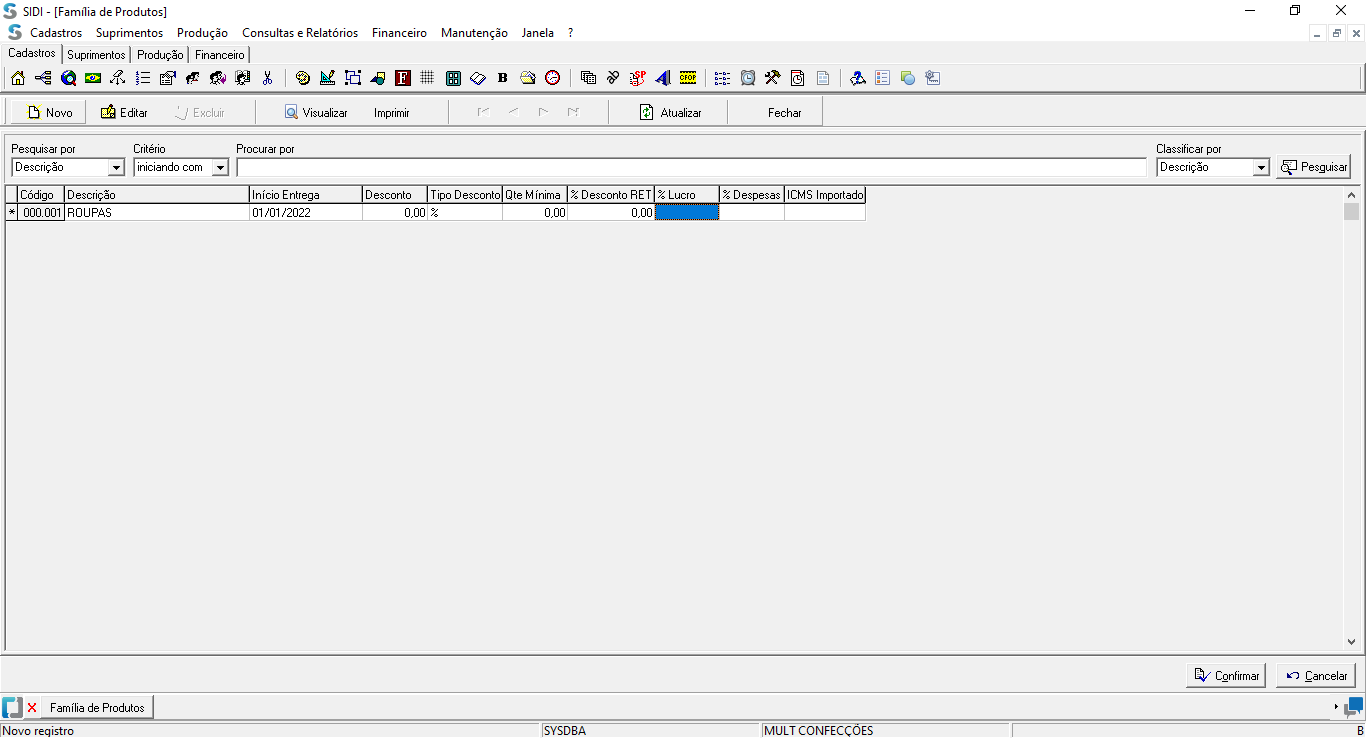 SIDI - [Família de Produtos]
Cadastros Suprimentos Produção Consultas e Relatórios Financeiro Manutenção Janela ?
Cadastros Suprimentos Produção Financeiro
F B SP CFOP
Novo Editar Excluir Visualizar Imprimir Atualizar Fechar
Pesquisar por Critério Procurar por Classificar por
Descrição iniciando com Descrição Pesquisar
Código Descrição Início Entrega Desconto Tipo Desconto Qte Mínima % Desconto RET % Lucro % Despesas ICMS Importado
* 000.001 ROUPAS 01/01/2022 0,00 % 0,00 0,00
Confirmar Cancelar
Família de Produtos
Novo registro SYSDBA MULT CONFECÇÕES B